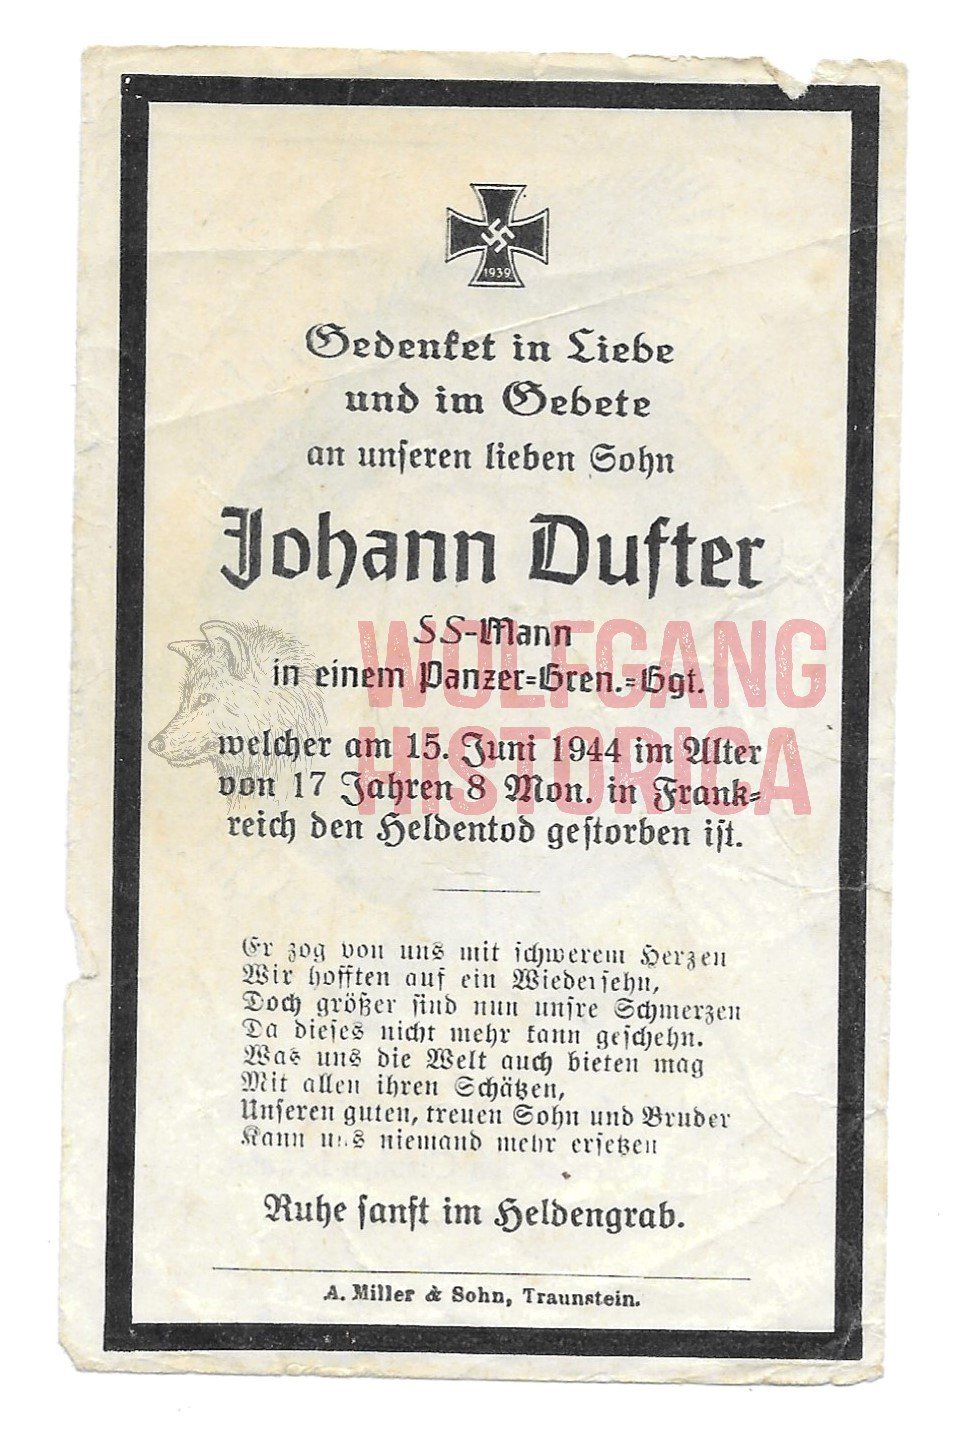 1939
Gedenket in Liebe
und im Gebete
an unseren lieben Sohn
Johann Dufter
SS-Mann
in einem Panzer=Gren.=Rgt.
welcher am 15. Juni 1944 im Alter
von 17 Jahren 8 Mon. in Frank=
reich den Heldentod gestorben ist.
WOLFGANG
HISTORICA
Er zog von uns mit schwerem Herzen
Wir hofften auf ein Wiedersehn,
Doch größer sind nun unsre Schmerzen
Da dieses nicht mehr kann geschehn.
Was uns die Welt auch bieten mag
Mit allen ihren Schätzen,
Unseren guten, treuen Sohn und Bruder
Kann uns niemand mehr ersetzen
Ruhe sanft im Heldengrab.
A. Miller & Sohn, Traunstein.